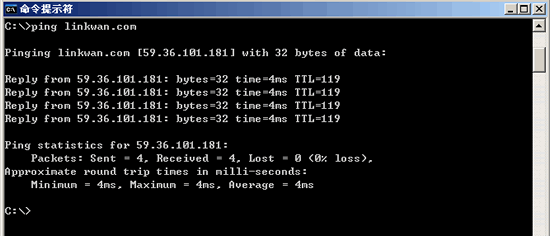 命令提示符
C:\>ping linkwan.com
Pinging linkwan.com [59.36.101.181] with 32 bytes of data:
Reply from 59.36.101.181: bytes=32 time=4ms TTL=119
Reply from 59.36.101.181: bytes=32 time=4ms TTL=119
Reply from 59.36.101.181: bytes=32 time=4ms TTL=119
Reply from 59.36.101.181: bytes=32 time=4ms TTL=119
Ping statistics for 59.36.101.181:
    Packets: Sent = 4, Received = 4, Lost = 0 (0% loss),
Approximate round trip times in milli-seconds:
    Minimum = 4ms, Maximum = 4ms, Average = 4ms
C:\>